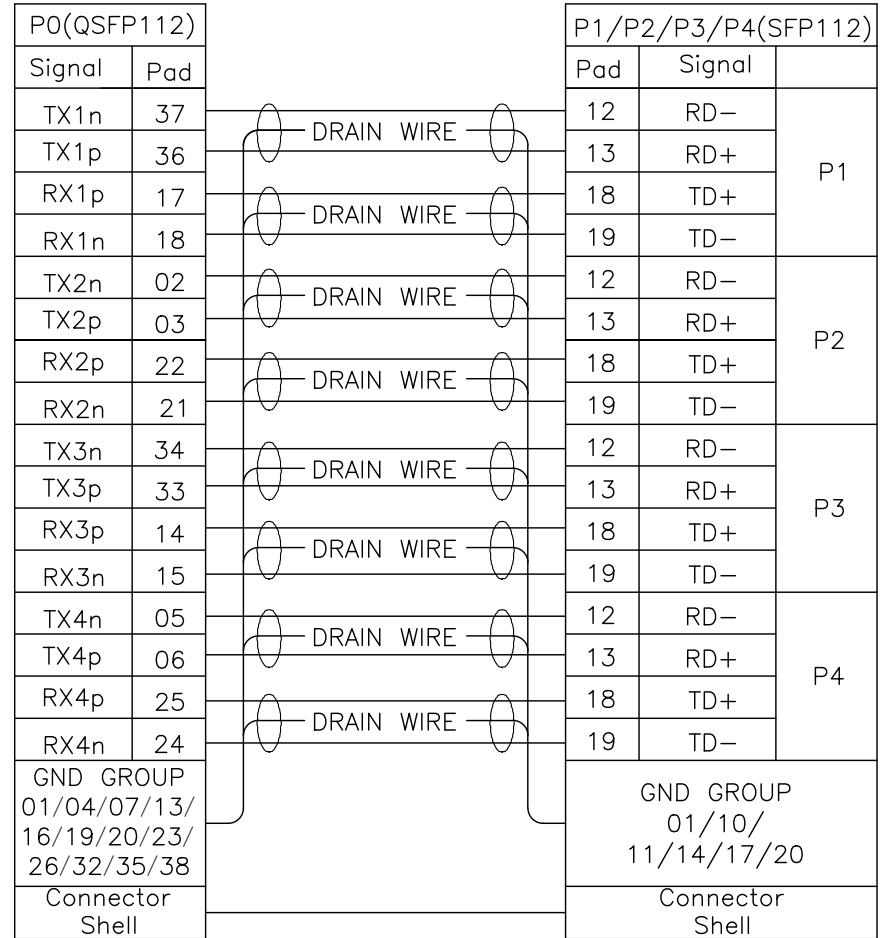 P0(QSFP112) P1/P2/P3/P4(SFP112)
Signal Pad Pad Signal
TX1n 37 12 RD-
DRAIN WIRE
TX1p 36 13 RD+
P1
RX1p 17 18 TD+
DRAIN WIRE
RX1n 18 19 TD-
TX2n 02 12 RD-
DRAIN WIRE
TX2p 03 13 RD+
P2
RX2p 22 18 TD+
DRAIN WIRE
RX2n 21 19 TD-
TX3n 34 12 RD-
DRAIN WIRE
TX3p 33 13 RD+
P3
RX3p 14 18 TD+
DRAIN WIRE
RX3n 15 19 TD-
TX4n 05 12 RD-
DRAIN WIRE
TX4p 06 13 RD+
P4
RX4p 25 18 TD+
DRAIN WIRE
RX4n 24 19 TD-
GND GROUP
01/04/07/13/
16/19/20/23/
26/32/35/38
GND GROUP
01/10/
11/14/17/20
Connector
Shell
Connector
Shell